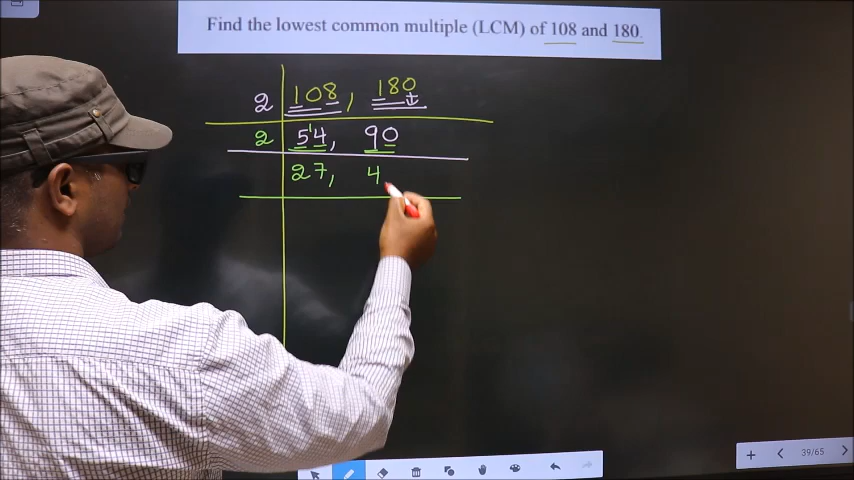 Find the lowest common multiple (LCM) of 108 and 180.
2 108, 180
2 5¹4, 90
27, 4
39/65